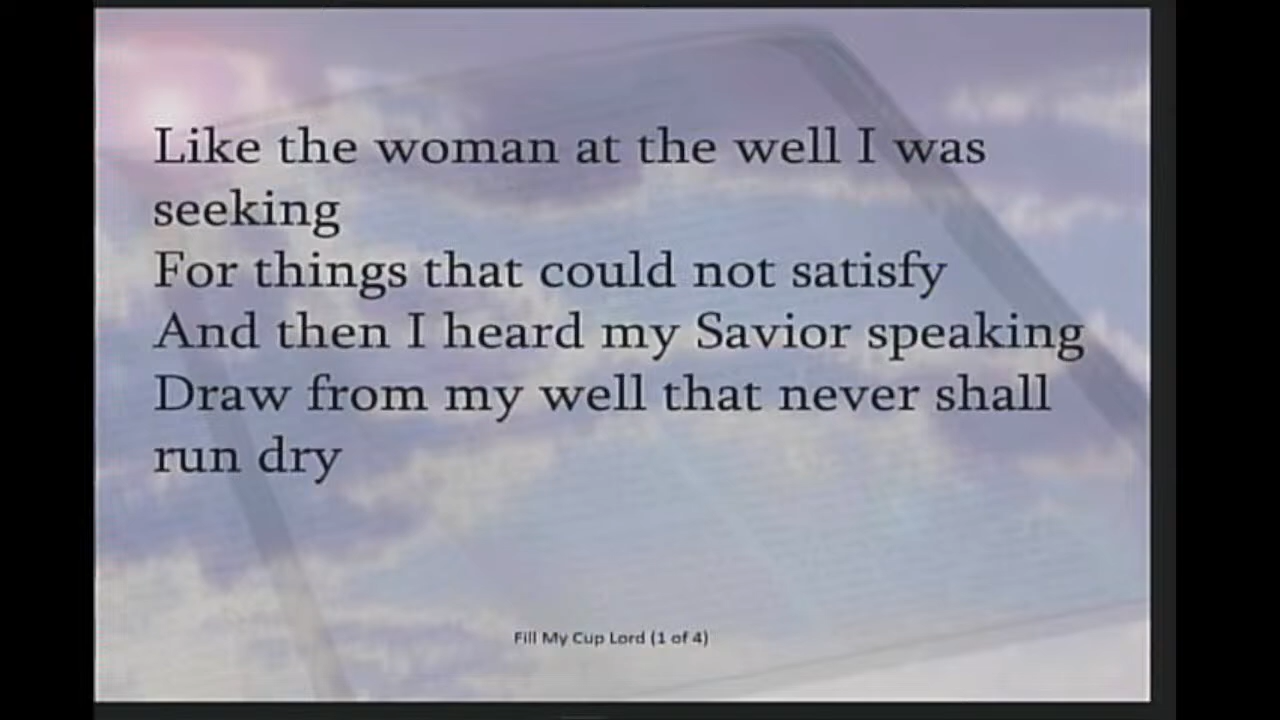 Like the woman at the well I was
seeking
For things that could not satisfy
And then I heard my Savior speaking
Draw from my well that never shall
run dry
Fill My Cup Lord (1 of 4)